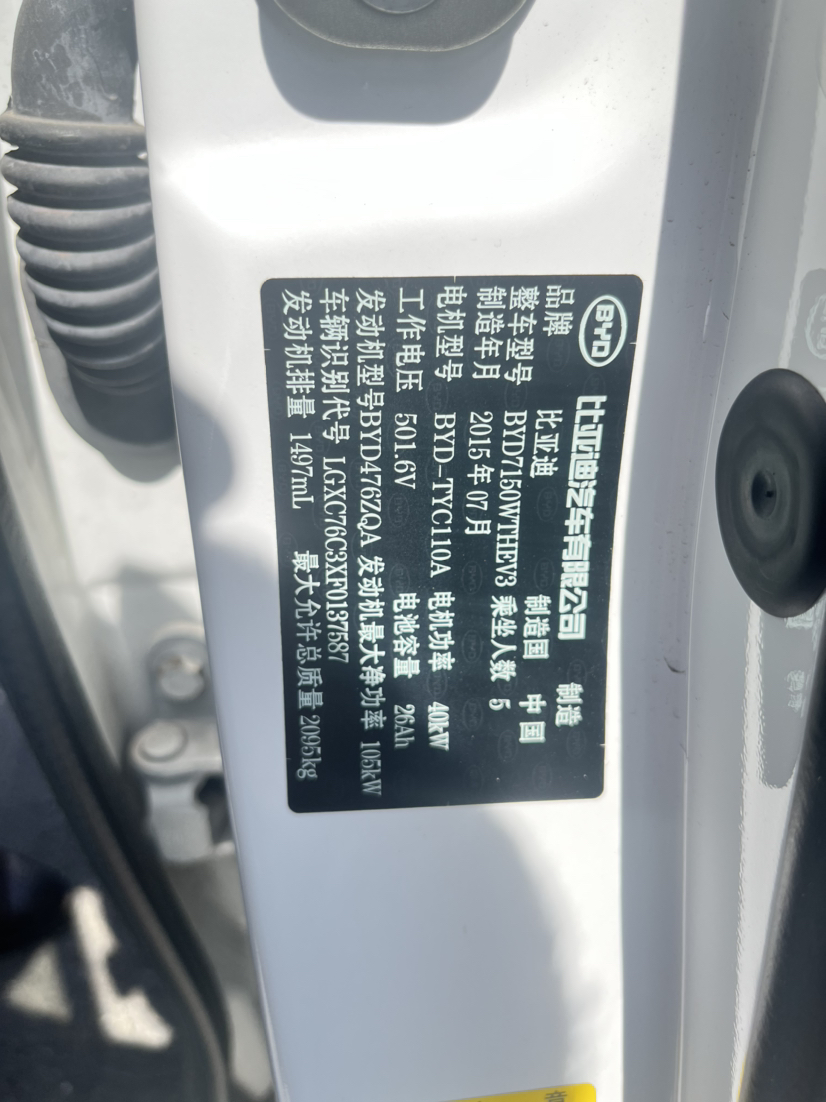 BYD 比亚迪汽车有限公司 制造
品牌 比亚迪 制造国 中国
整车型号 BYD7150WTHEV3 乘坐人数 5
制造年月 2015年07月
电机型号 BYD-TYC110A 电机功率 40kW
工作电压 501.6V 电池容量 26Ah
发动机型号BYD476ZQA 发动机最大净功率 105kW
车辆识别代号 LGXC76C3XF0137587
发动机排量 1497mL 最大允许总质量 2095kg